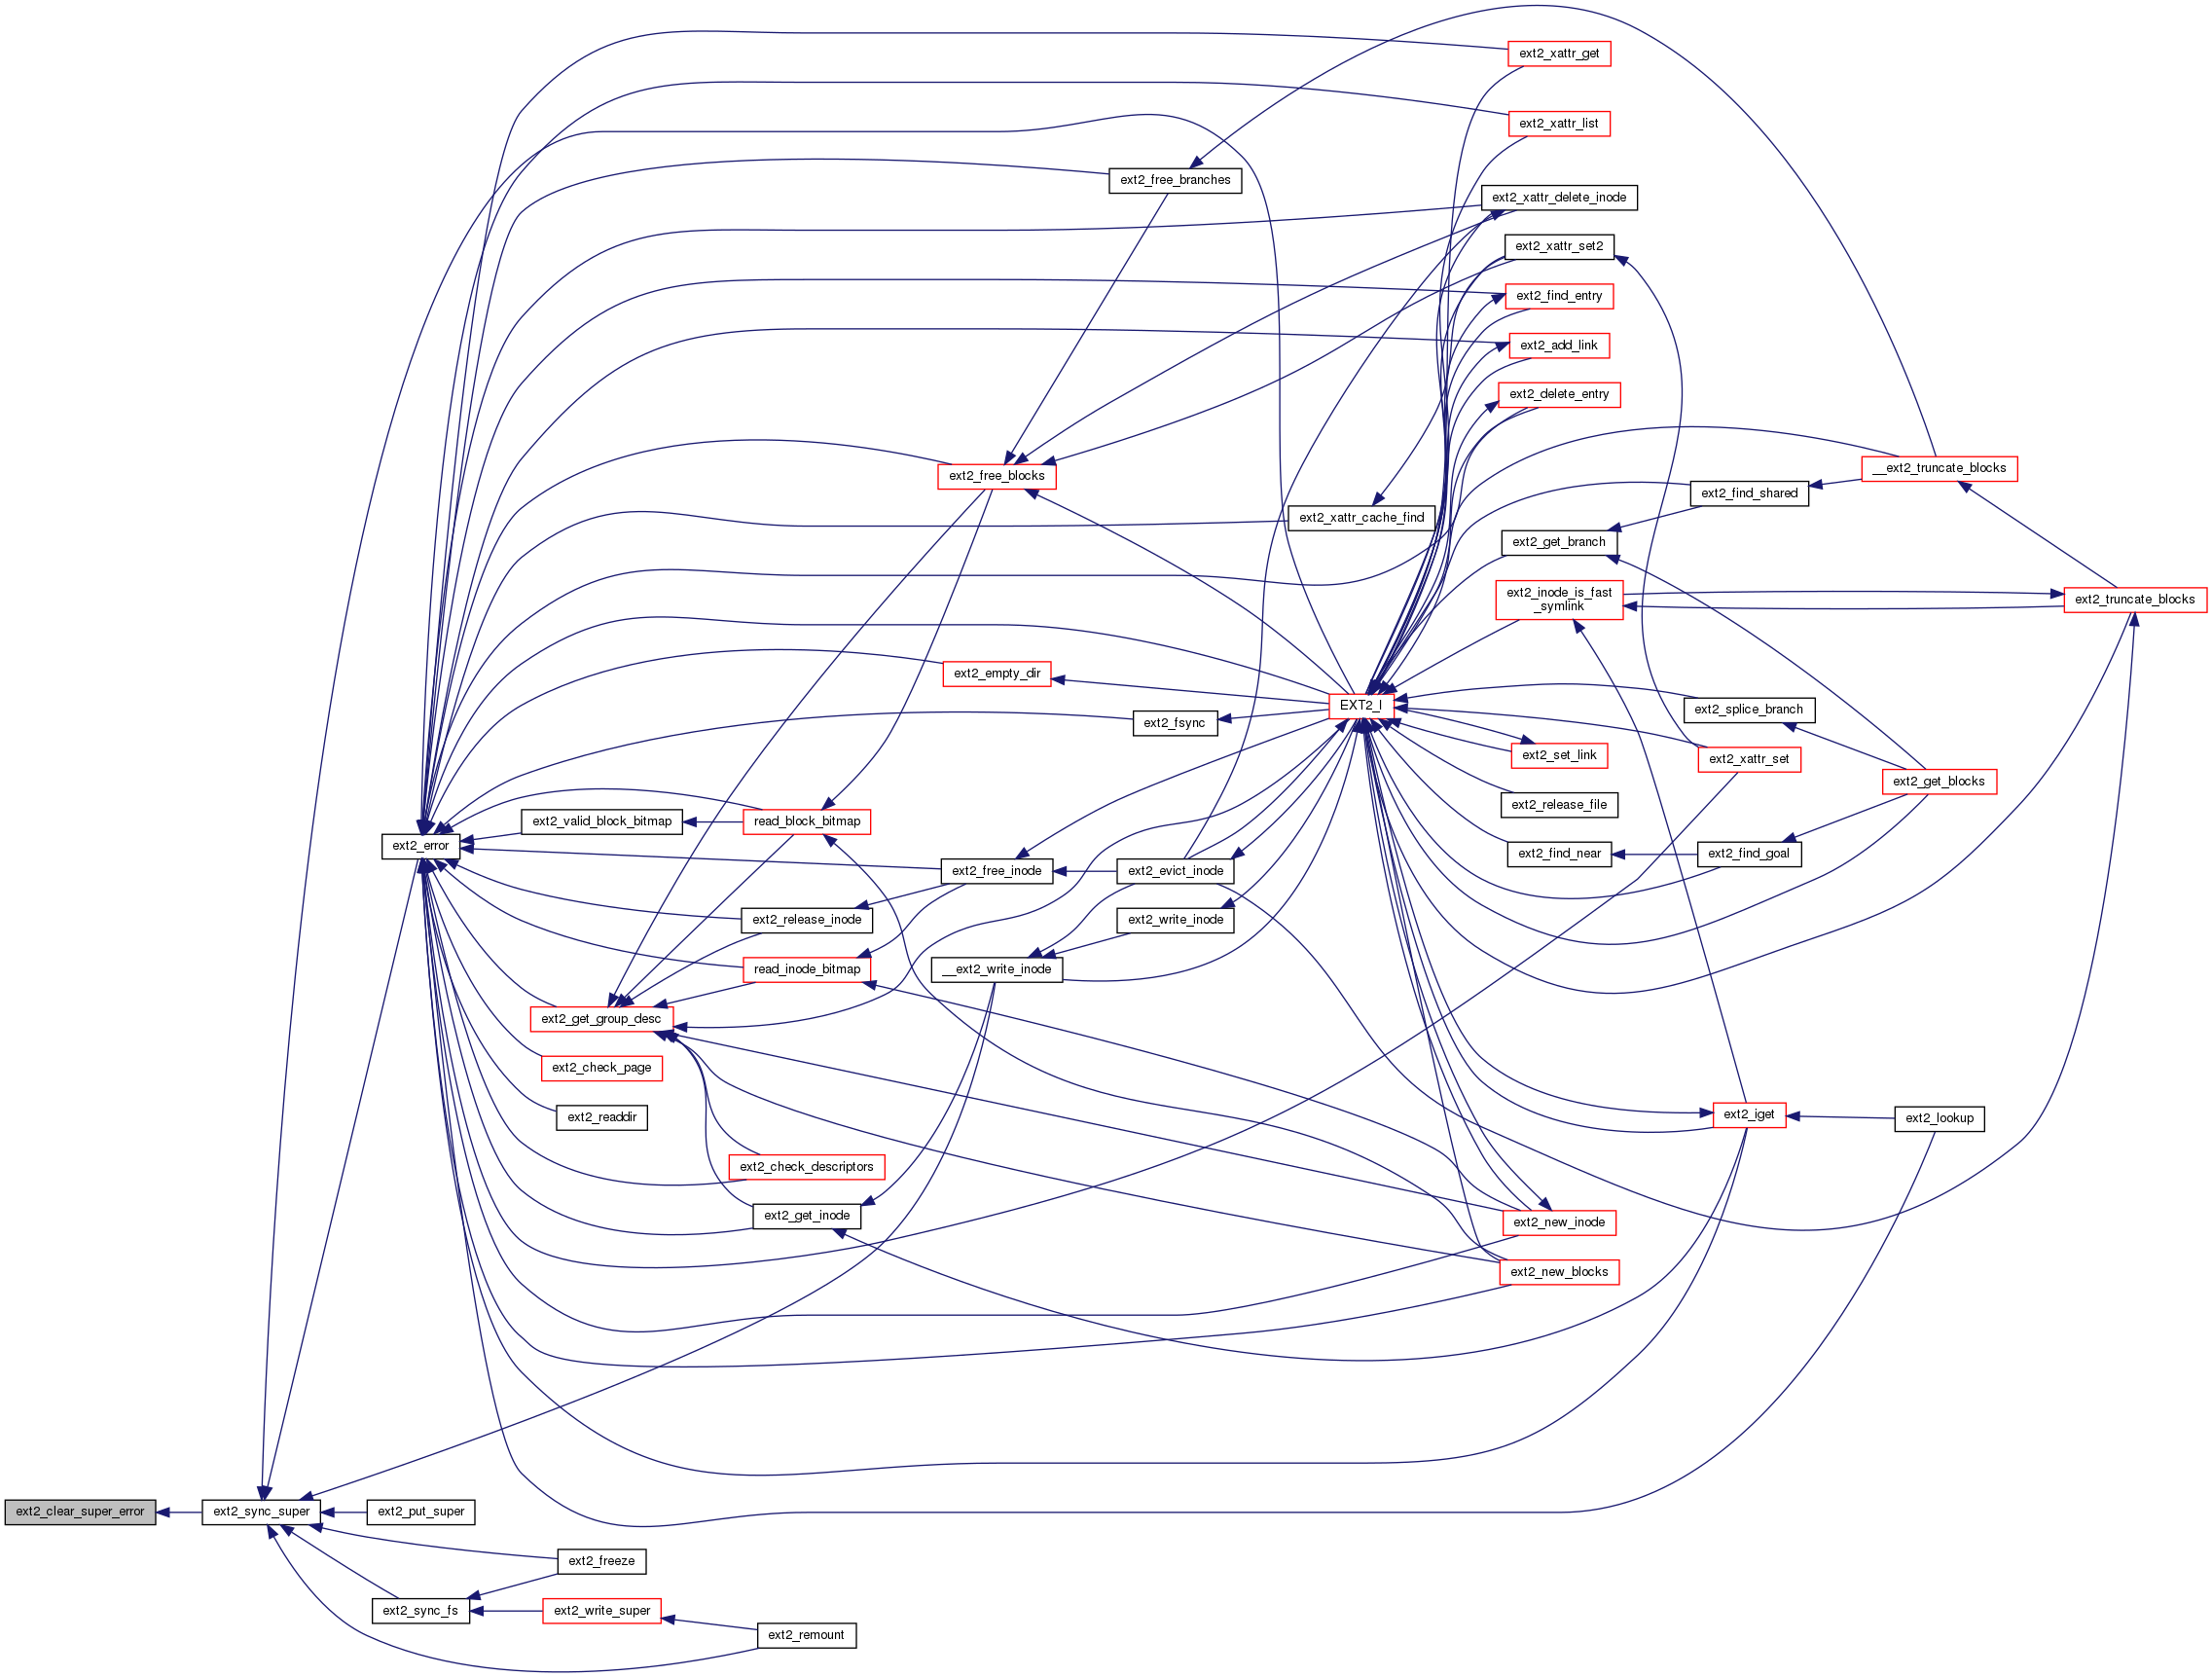 ext2_xattr_get
ext2_xattr_list
ext2_free_branches
ext2_xattr_delete_inode
ext2_xattr_set2
ext2_find_entry
ext2_add_link
ext2_delete_entry
__ext2_truncate_blocks
ext2_free_blocks
ext2_find_shared
ext2_xattr_cache_find
ext2_get_branch
ext2_inode_is_fast
_symlink
ext2_truncate_blocks
ext2_empty_dir
EXT2_I
ext2_splice_branch
ext2_fsync
ext2_set_link
ext2_xattr_set
ext2_get_blocks
ext2_release_file
ext2_valid_block_bitmap
read_block_bitmap
ext2_error
ext2_find_near
ext2_find_goal
ext2_free_inode
ext2_evict_inode
ext2_release_inode
ext2_write_inode
read_inode_bitmap
__ext2_write_inode
ext2_get_group_desc
ext2_check_page
ext2_readdir
ext2_iget
ext2_lookup
ext2_check_descriptors
ext2_get_inode
ext2_new_inode
ext2_new_blocks
ext2_clear_super_error
ext2_sync_super
ext2_put_super
ext2_freeze
ext2_sync_fs
ext2_write_super
ext2_remount